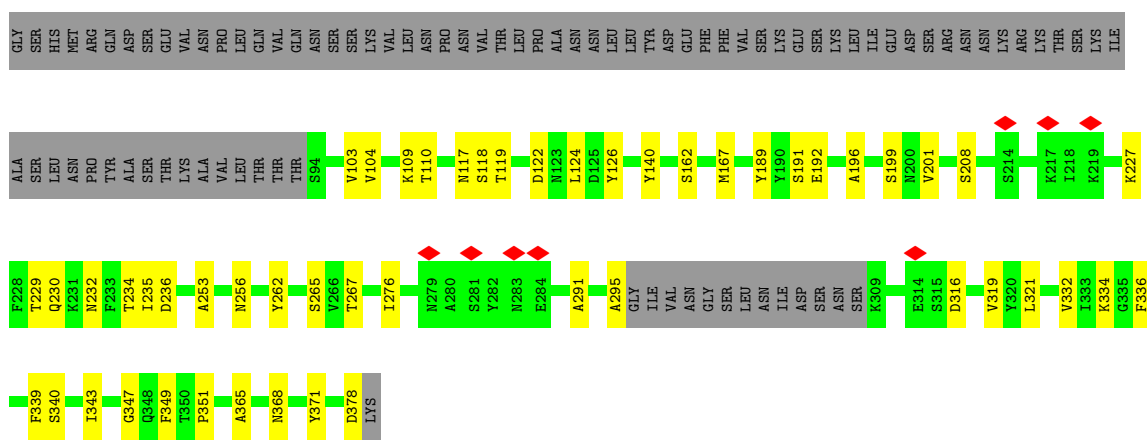 GLY SER HIS MET ARG GLN ASP SER GLU VAL ASN PRO LEU GLN VAL GLN ASN SER SER LYS VAL LEU ASN PRO ASN VAL THR LEU PRO ALA ASN ASN LEU LEU TYR ASP GLU PHE PHE VAL SER LYS GLU SER LYS LEU ILE GLU ASP SER ARG ASN ASN LYS ARG LYS THR SER LYS ILE
ALA SER LEU ASN PRO TYR ALA SER THR LYS ALA VAL LEU THR THR THR S94 V103 V104 K109 T110 N117 S118 T119 D122 N123 L124 D125 Y126 Y140 S162 M167 Y189 Y190 S191 E192 A196 S199 N200 V201 S208 S214 K217 I218 K219 K227
F228 T229 Q230 K231 N232 F233 T234 I235 D236 A253 N256 Y262 S265 V266 T267 I276 N279 A280 S281 Y282 N283 E284 A291 A295 GLY ILE VAL ASN GLY SER LEU ASN ILE ASP SER ASN SER K309 E314 S315 D316 V319 Y320 L321 V332 I333 K334 G335 F336
F339 S340 I343 G347 Q348 F349 T350 P351 A365 N368 Y371 D378 LYS